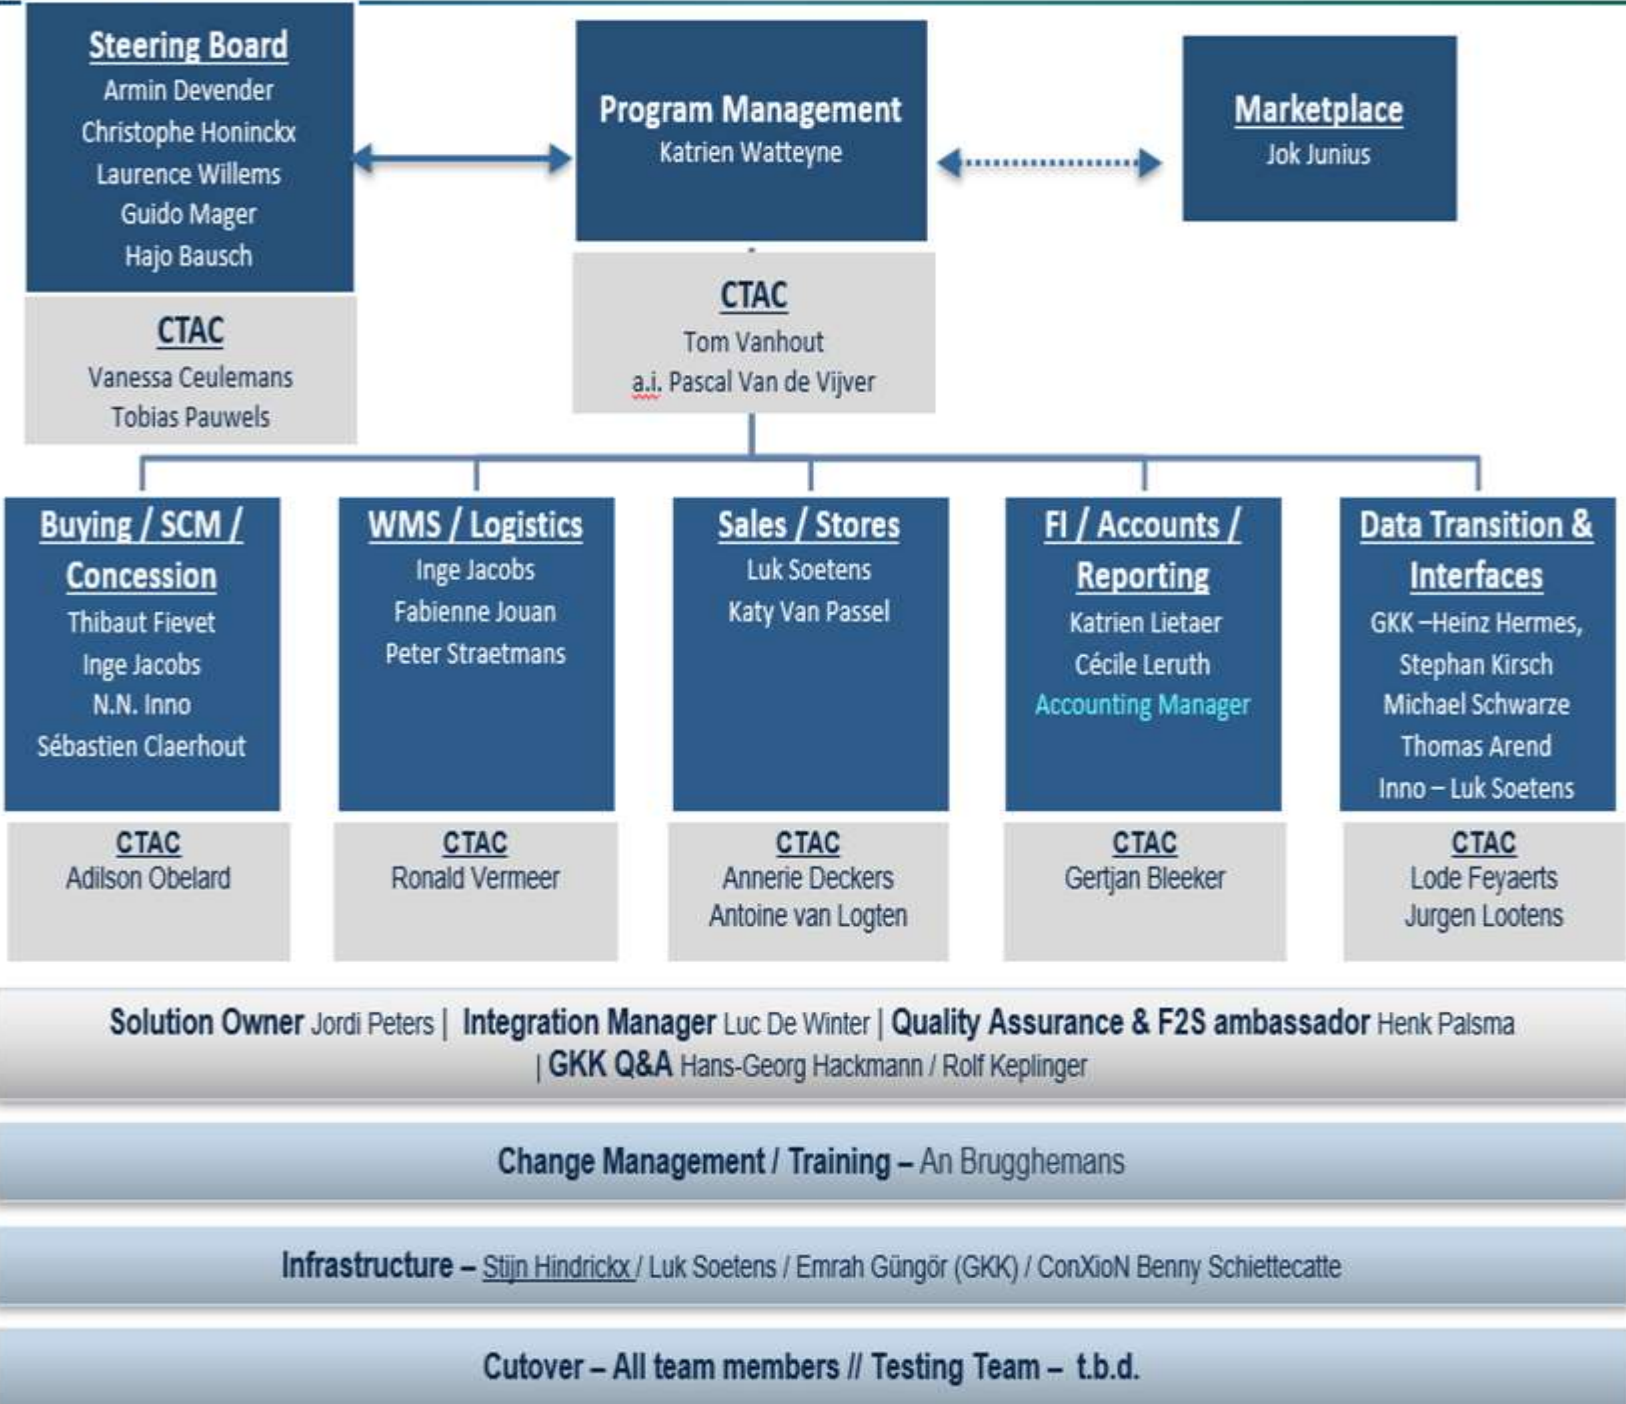 Steering Board
Armin Devender
Christophe Honinckx
Laurence Willems
Guido Mager
Hajo Bausch
CTAC
Vanessa Ceulemans
Tobias Pauwels
Program Management
Katrien Watteyne
CTAC
Tom Vanhout
a.i. Pascal Van de Vijver
Marketplace
Jok Junius
Buying / SCM /
Concession
Thibaut Fievet
Inge Jacobs
N.N. Inno
Sébastien Claerhout
CTAC
Adilson Obelard
WMS / Logistics
Inge Jacobs
Fabienne Jouan
Peter Straetmans
CTAC
Ronald Vermeer
Sales / Stores
Luk Soetens
Katy Van Passel
CTAC
Annerie Deckers
Antoine van Logten
FI / Accounts /
Reporting
Katrien Lietaer
Cécile Leruth
Accounting Manager
CTAC
Gertjan Bleeker
Data Transition &
Interfaces
GKK –Heinz Hermes,
Stephan Kirsch
Michael Schwarze
Thomas Arend
Inno – Luk Soetens
CTAC
Lode Feyaerts
Jurgen Lootens
Solution Owner Jordi Peters | Integration Manager Luc De Winter | Quality Assurance & F2S ambassador Henk Palsma
| GKK Q&A Hans-Georg Hackmann / Rolf Keplinger
Change Management / Training – An Brugghemans
Infrastructure – Stijn Hindrickx / Luk Soetens / Emrah Güngör (GKK) / ConXioN Benny Schiettecatte
Cutover – All team members // Testing Team – t.b.d.